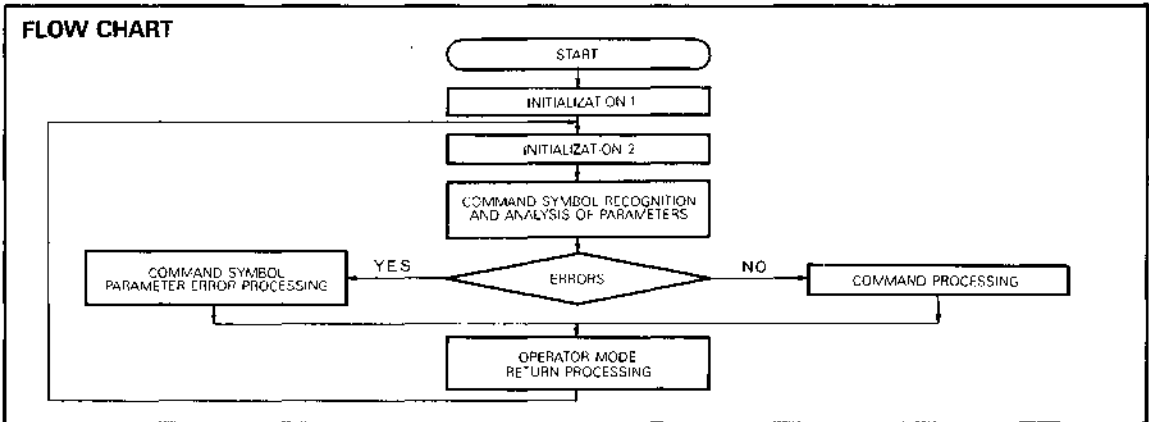 FLOW CHART
START
INITIALIZATION 1
INITIALIZATION 2
COMMAND SYMBOL RECOGNITION
AND ANALYSIS OF PARAMETERS
YES
ERRORS
NO
COMMAND SYMBOL
PARAMETER ERROR PROCESSING
COMMAND PROCESSING
OPERATOR MODE
RETURN PROCESSING